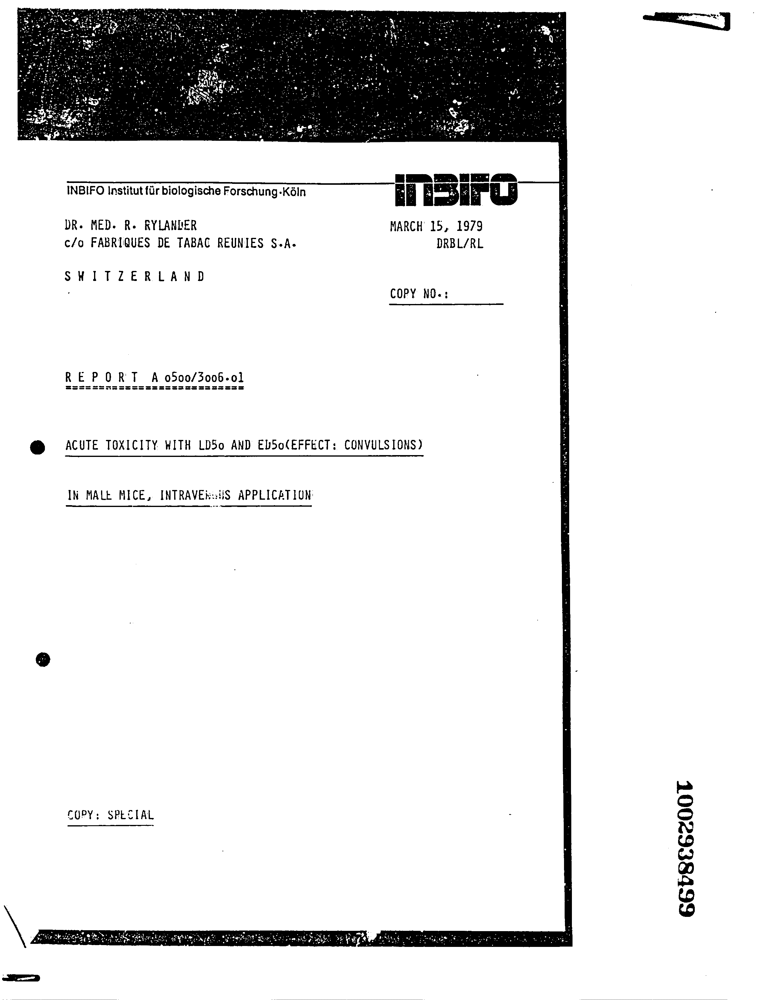 INBIFO Institut für biologische Forschung·Köln
INBIFO
DR. MED. R. RYLANDER
MARCH 15, 1979
c/o FABRIQUES DE TABAC REUNIES S.A.
DRBL/RL
S W I T Z E R L A N D
COPY NO.:
R E P O R T A o5oo/3oo6.o1
ACUTE TOXICITY WITH LD5o AND ED5o(EFFECT: CONVULSIONS)
IN MALE MICE, INTRAVENOUS APPLICATION
COPY: SPECIAL
1002938499